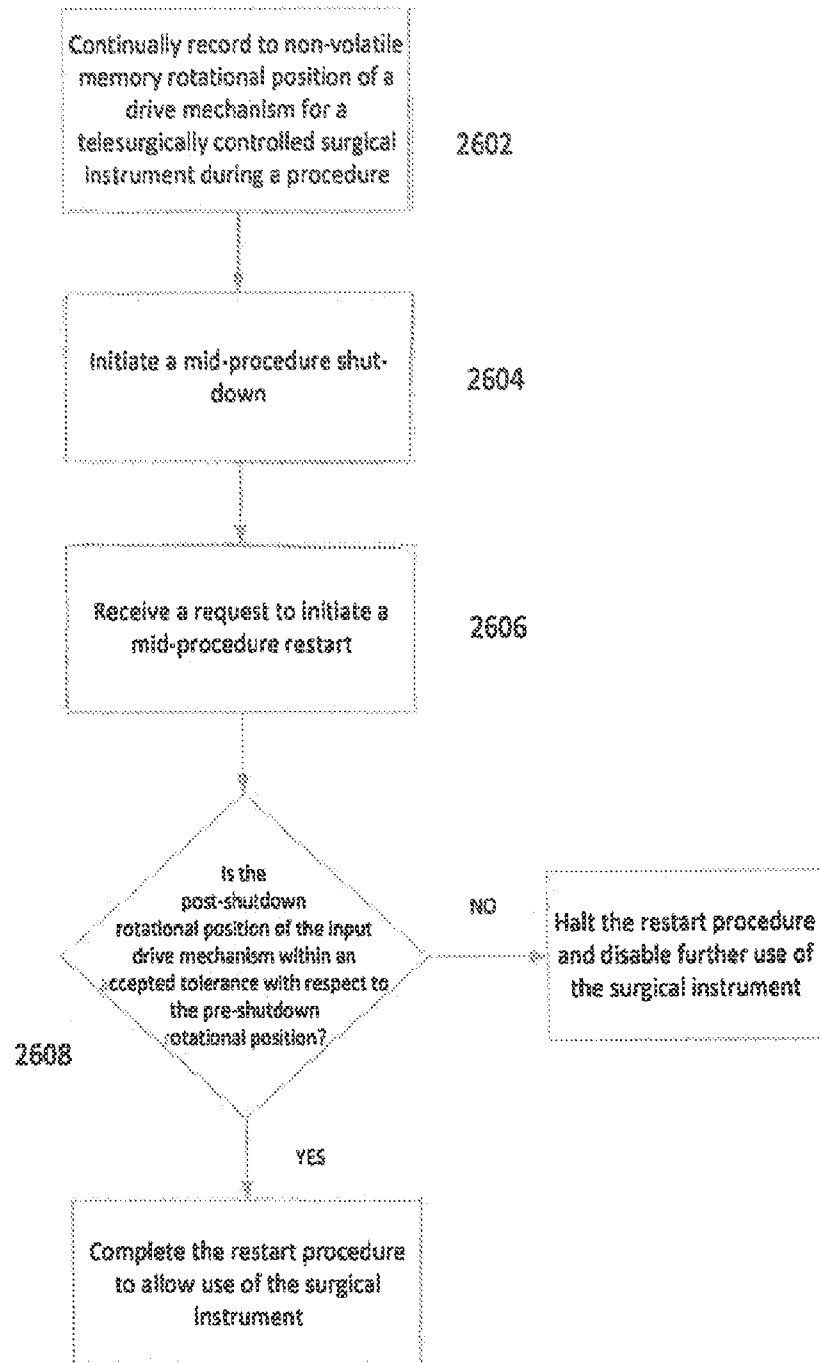 Continually record to non-volatile
memory rotational position of a
drive mechanism for a
telesurgically controlled surgical
instrument during a procedure
2602
Initiate a mid-procedure shut-
down
2604
Receive a request to initiate a
mid-procedure restart
2606
Is the
post-shutdown
rotational position of the input
drive mechanism within an
accepted tolerance with respect to
the pre-shutdown
rotational position?
2608
NO
Halt the restart procedure
and disable further use of
the surgical instrument
YES
Complete the restart procedure
to allow use of the surgical
instrument